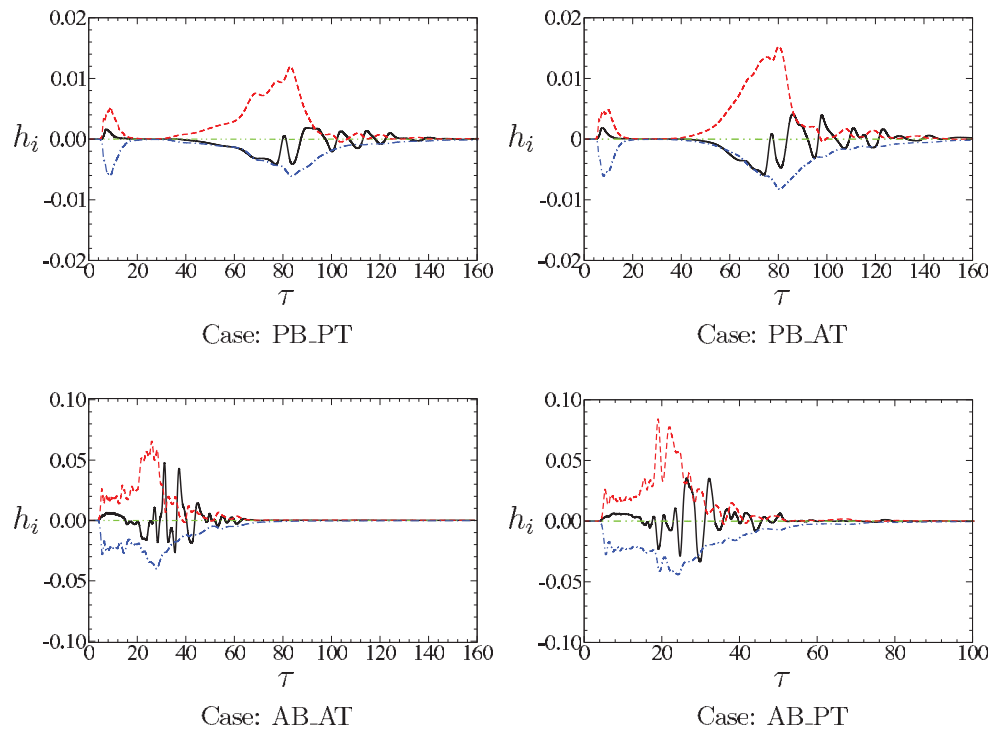 0.02
0.01
0.00
-0.01
-0.02
h_i
0 20 40 60 80 100 120 140 160
τ
Case: PB_PT
0.02
0.01
0
-0.01
-0.02
h_i
0 20 40 60 80 100 120 140 160
τ
Case: PB_AT
0.10
0.05
0.00
-0.05
-0.10
h_i
0 20 40 60 80 100 120 140 160
τ
Case: AB_AT
0.10
0.05
0.00
-0.05
-0.10
h_i
0 20 40 60 80 100
τ
Case: AB_PT